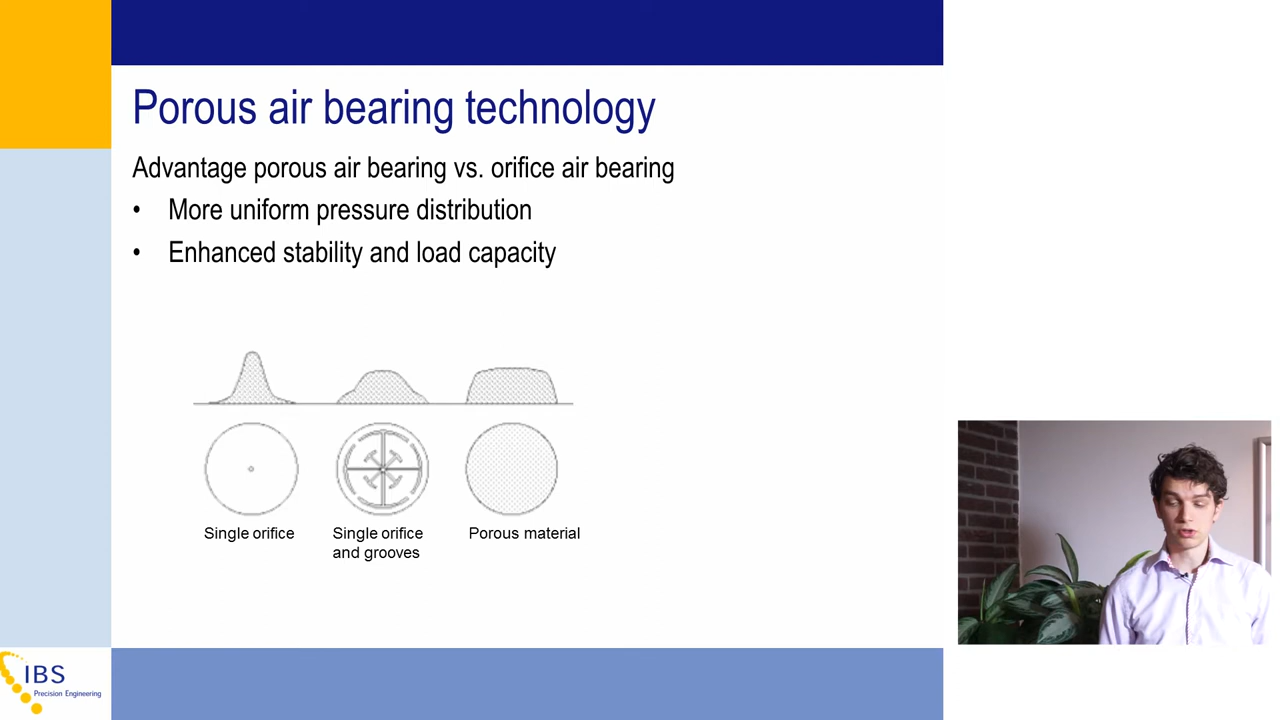 Porous air bearing technology
Advantage porous air bearing vs. orifice air bearing
• More uniform pressure distribution
• Enhanced stability and load capacity
Single orifice
Single orifice
and grooves
Porous material
IBS
Precision Engineering